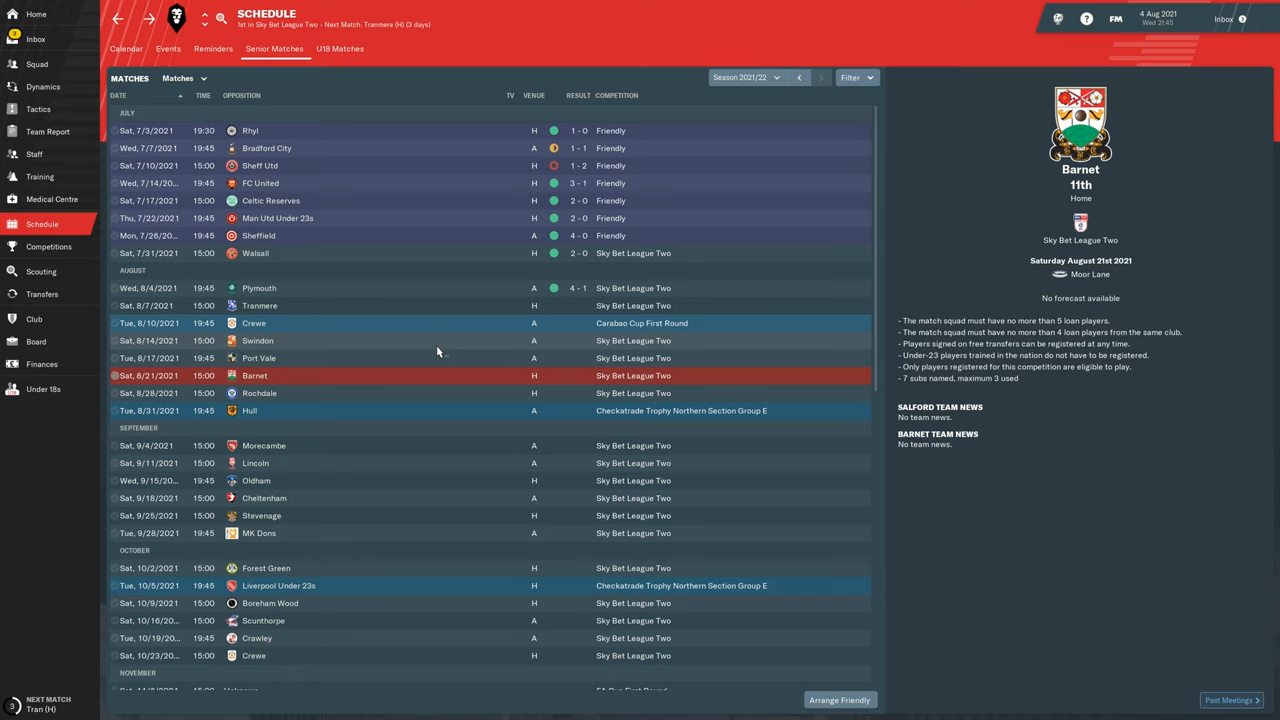 SCHEDULE
1st in Sky Bet League Two - Next Match: Tranmere (H) (3 days)
4 Aug 2021
Wed 21:45
FM
Inbox
Calendar Events Reminders Senior Matches U18 Matches
Home
3
Inbox
Squad
Dynamics
Tactics
Team Report
Staff
Training
Medical Centre
Schedule
Competitions
Scouting
Transfers
Club
Board
Finances
Under 18s
3
NEXT MATCH
Tran (H)
MATCHES Matches Season 2021/22 Filter
DATE TIME OPPOSITION TV VENUE RESULT COMPETITION
JULY
Sat, 7/3/2021 19:30 Rhyl H 1 - 0 Friendly
Wed, 7/7/2021 19:45 Bradford City A 1 - 1 Friendly
Sat, 7/10/2021 15:00 Sheff Utd H 1 - 2 Friendly
Wed, 7/14/20... 19:45 FC United H 3 - 1 Friendly
Sat, 7/17/2021 15:00 Celtic Reserves H 2 - 0 Friendly
Thu, 7/22/2021 19:45 Man Utd Under 23s H 2 - 0 Friendly
Mon, 7/26/20... 19:45 Sheffield A 4 - 0 Friendly
Sat, 7/31/2021 15:00 Walsall H 2 - 0 Sky Bet League Two
AUGUST
Wed, 8/4/2021 19:45 Plymouth A 4 - 1 Sky Bet League Two
Sat, 8/7/2021 15:00 Tranmere H Sky Bet League Two
Tue, 8/10/2021 19:45 Crewe A Carabao Cup First Round
Sat, 8/14/2021 15:00 Swindon A Sky Bet League Two
Tue, 8/17/2021 19:45 Port Vale A Sky Bet League Two
Sat, 8/21/2021 15:00 Barnet H Sky Bet League Two
Sat, 8/28/2021 15:00 Rochdale H Sky Bet League Two
Tue, 8/31/2021 19:45 Hull A Checkatrade Trophy Northern Section Group E
SEPTEMBER
Sat, 9/4/2021 15:00 Morecambe A Sky Bet League Two
Sat, 9/11/2021 15:00 Lincoln A Sky Bet League Two
Wed, 9/15/20... 19:45 Oldham H Sky Bet League Two
Sat, 9/18/2021 15:00 Cheltenham A Sky Bet League Two
Sat, 9/25/2021 15:00 Stevenage H Sky Bet League Two
Tue, 9/28/2021 19:45 MK Dons A Sky Bet League Two
OCTOBER
Sat, 10/2/2021 15:00 Forest Green H Sky Bet League Two
Tue, 10/5/2021 19:45 Liverpool Under 23s H Checkatrade Trophy Northern Section Group E
Sat, 10/9/2021 15:00 Boreham Wood H Sky Bet League Two
Sat, 10/16/20... 15:00 Scunthorpe A Sky Bet League Two
Tue, 10/19/20... 19:45 Crawley A Sky Bet League Two
Sat, 10/23/20... 15:00 Crewe H Sky Bet League Two
NOVEMBER
Arrange Friendly
Barnet
11th
Home
Sky Bet League Two
Saturday August 21st 2021
Moor Lane
No forecast available
- The match squad must have no more than 5 loan players.
- The match squad must have no more than 4 loan players from the same club.
- Players signed on free transfers can be registered at any time.
- Under-23 players trained in the nation do not have to be registered.
- Only players registered for this competition are eligible to play.
- 7 subs named, maximum 3 used
SALFORD TEAM NEWS
No team news.
BARNET TEAM NEWS
No team news.
Past Meetings